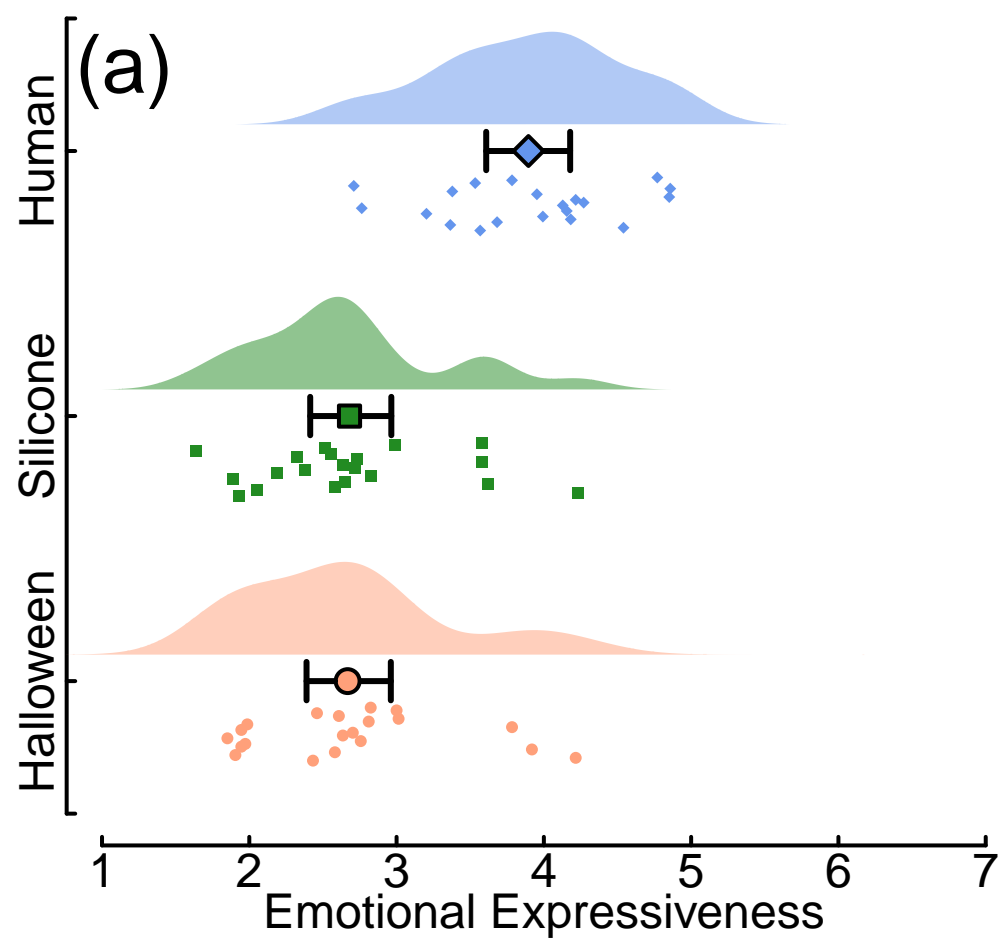 (a)
Human
Silicone
Halloween
1 2 3 4 5 6 7
Emotional Expressiveness